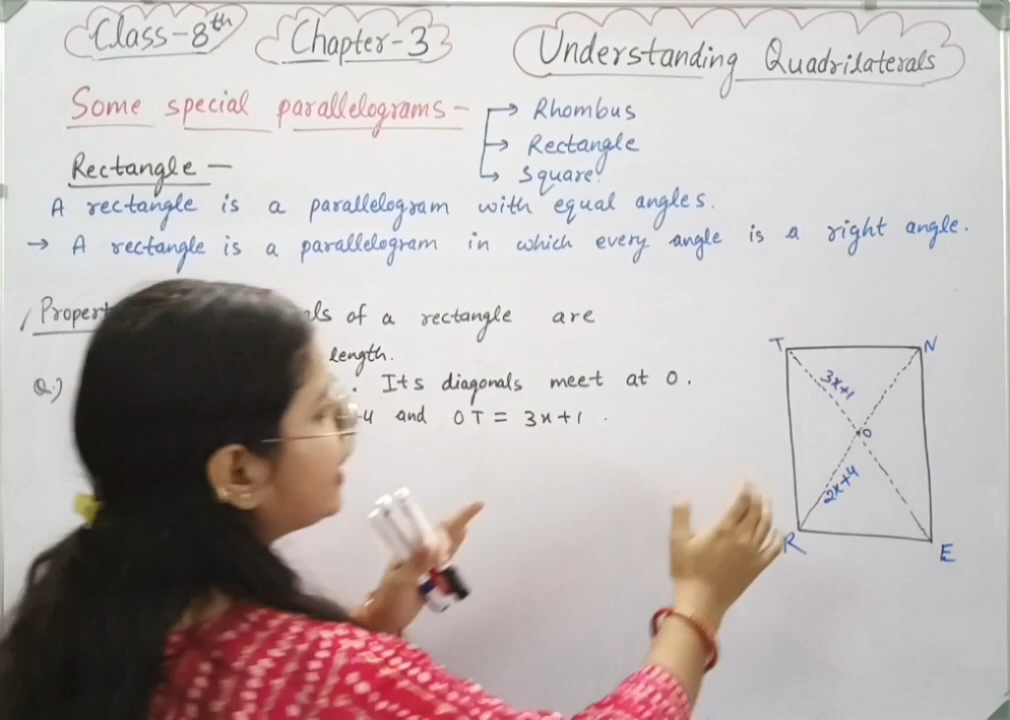 Class-8th Chapter-3 Understanding Quadrilaterals
Some special parallelograms -
→ Rhombus
→ Rectangle
→ Square.
Rectangle -
A rectangle is a parallelogram with equal angles.
→ A rectangle is a parallelogram in which every angle is a right angle.
of a rectangle are
length.
Q.) Its diagonals meet at O.
4 and OT = 3x+1 .
T N
3x+1
O
2x+4
R E